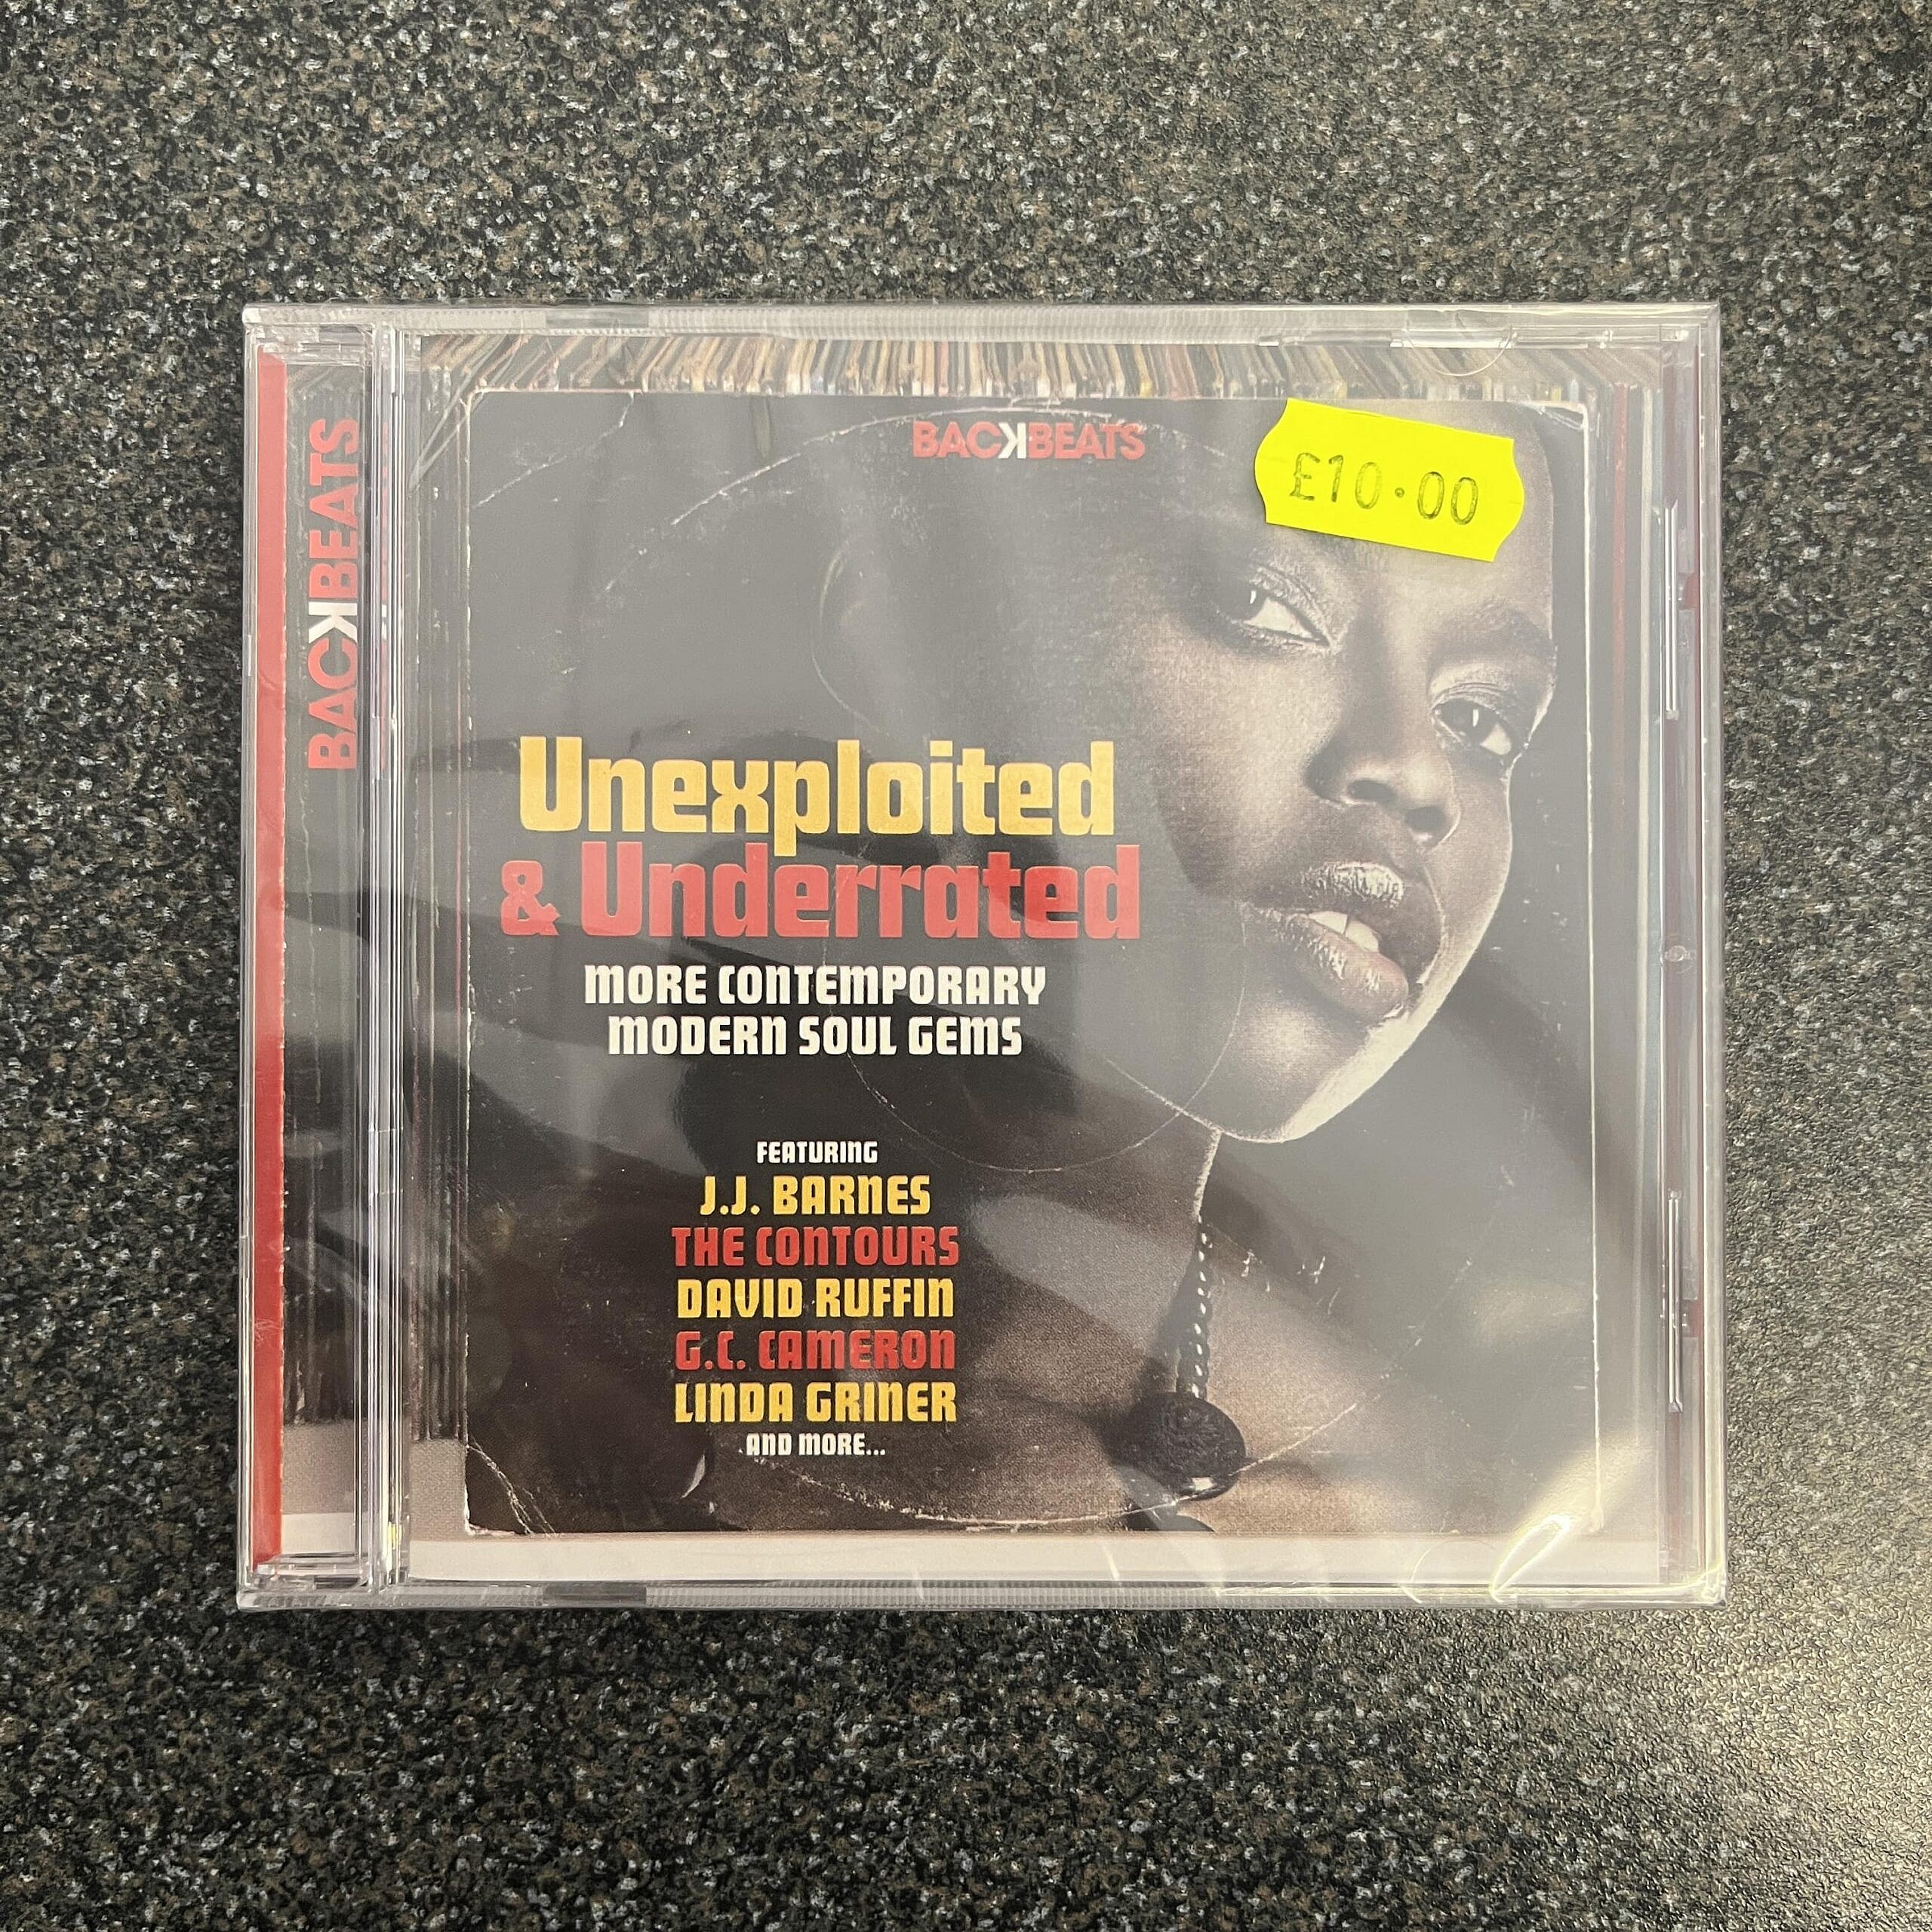 BACKBEATS
BACKBEATS
£10.00
Unexploited
& Underrated
MORE CONTEMPORARY
MODERN SOUL GEMS
FEATURING
J.J. BARNES
THE CONTOURS
DAVID RUFFIN
G.C. CAMERON
LINDA GRINER
AND MORE...